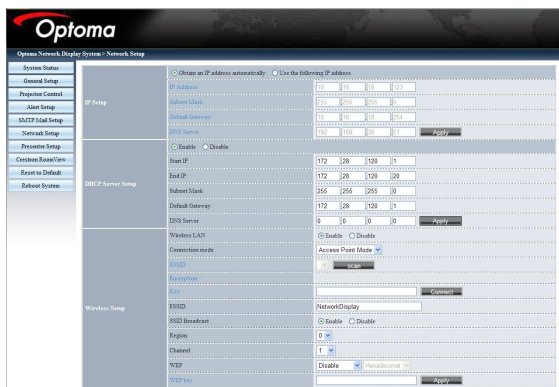 Optoma
Optoma Network Display System > Network Setup
System Status
General Setup
Projector Control
Alert Setup
SMTP Mail Setup
Network Setup
Presenter Setup
Crestron RoomView
Reset to Default
Reboot System
IP Setup
Obtain an IP address automatically Use the following IP address
IP Address 10 16 10 123
Subnet Mask 255 255 255 0
Default Gateway 10 16 10 254
DNS Server 192 168 30 51 Apply
DHCP Server Setup
Enable Disable
Start IP 172 28 120 1
End IP 172 28 120 20
Subnet Mask 255 255 255 0
Default Gateway 172 28 120 1
DNS Server 0 0 0 0 Apply
Wireless Setup
Wireless LAN Enable Disable
Connection mode Access Point Mode
ESSID scan
Encryption
Key Connect
ESSID NetworkDisplay
SSID Broadcast Enable Disable
Region 0
Channel 1
WEP Disable Hexadecimal
WEP key Apply